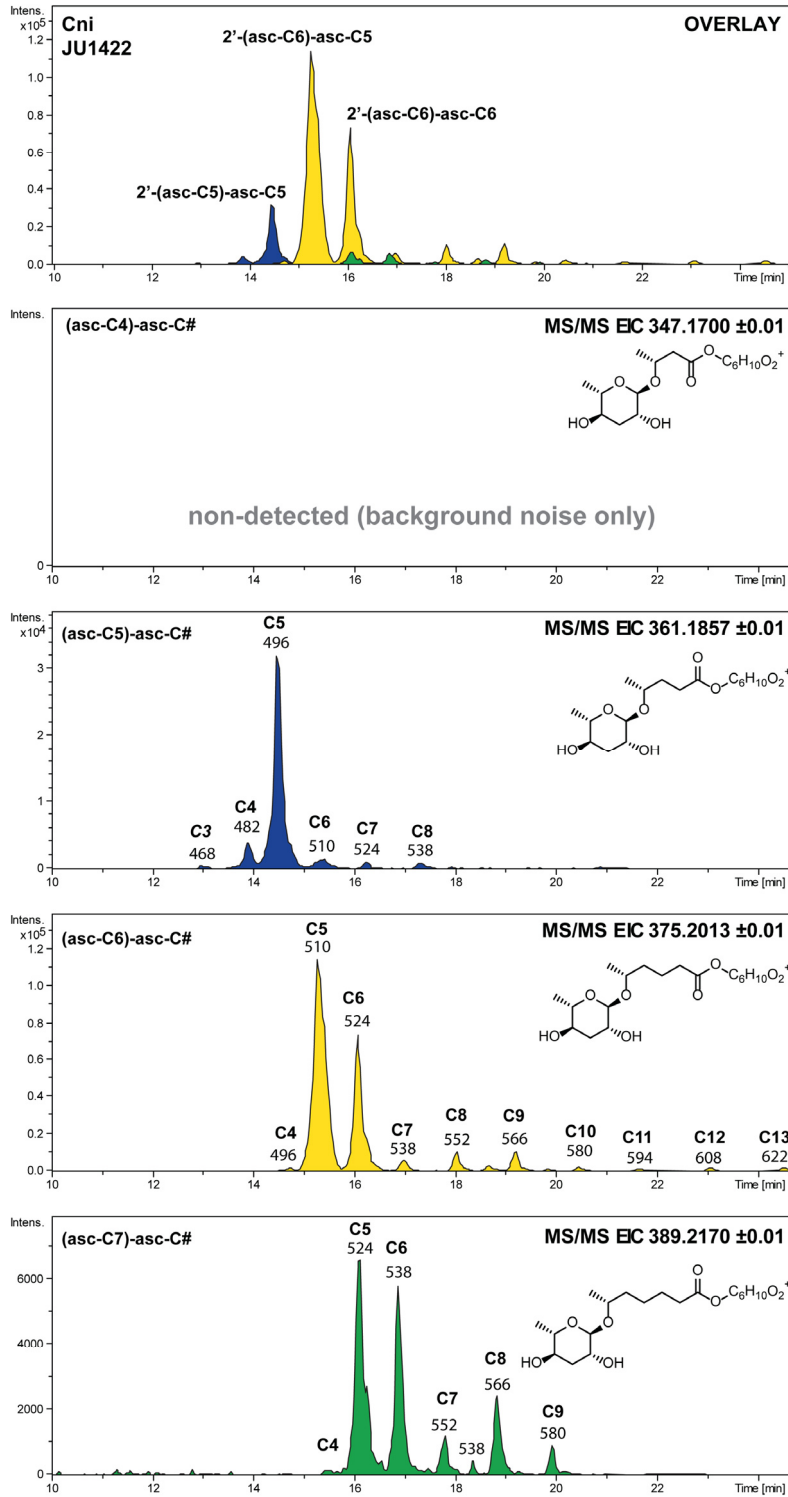 Intens.
x10⁵
Cni
JU1422
OVERLAY
2’-(asc-C6)-asc-C5
2’-(asc-C6)-asc-C6
2’-(asc-C5)-asc-C5
1.2
1.0
0.8
0.6
0.4
0.2
0.0
10 12 14 16 18 20 22 Time [min]
Intens.
(asc-C4)-asc-C#
MS/MS EIC 347.1700 ±0.01
O O C₆H₁₀O₂⁺
O O O
HO OH
non-detected (background noise only)
0
10 12 14 16 18 20 22 Time [min]
Intens.
x10⁴
(asc-C5)-asc-C#
MS/MS EIC 361.1857 ±0.01
C5
496
O
O C₆H₁₀O₂⁺
O O
HO OH
3
2
1
0
C3
468
C4
482
C6
510
C7
524
C8
538
10 12 14 16 18 20 22 Time [min]
Intens.
x10⁵
(asc-C6)-asc-C#
MS/MS EIC 375.2013 ±0.01
C5
510
C6
524
O C₆H₁₀O₂⁺
O O O
HO OH
1.2
1.0
0.8
0.6
0.4
0.2
0.0
C4
496
C7
538
C8
552
C9
566
C10
580
C11
594
C12
608
C13
622
10 12 14 16 18 20 22 Time [min]
Intens.
(asc-C7)-asc-C#
MS/MS EIC 389.2170 ±0.01
C5
524
C6
538
O
O C₆H₁₀O₂⁺
O O
HO OH
6000
4000
2000
0
C4
C7
552
538
C8
566
C9
580
10 12 14 16 18 20 22 Time [min]